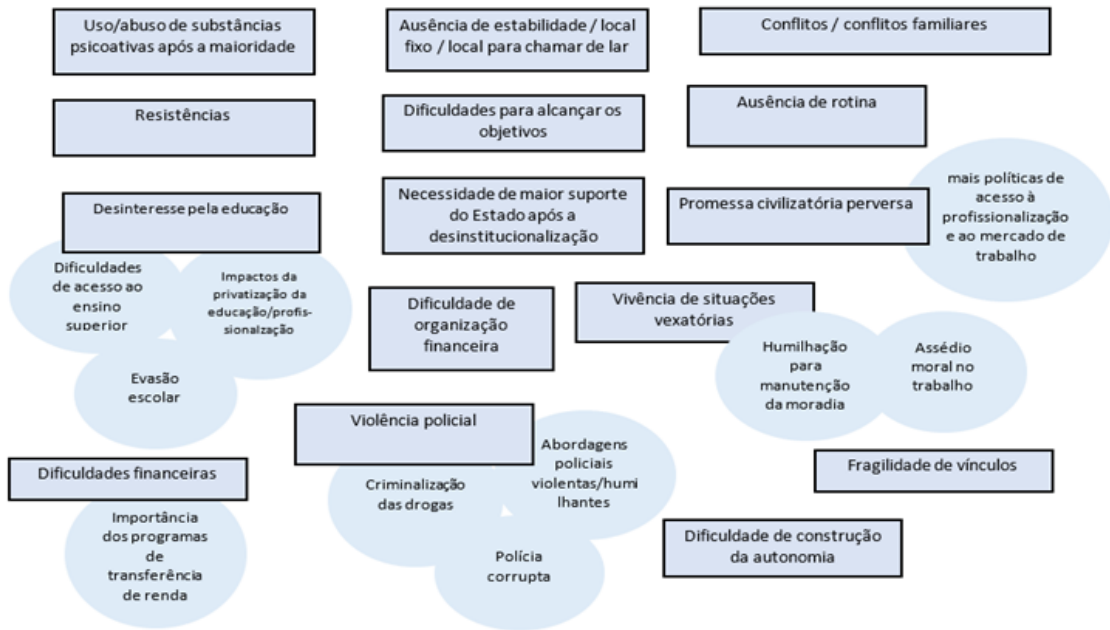 Uso/abuso de substâncias
psicoativas após a maioridade
Ausência de estabilidade / local
fixo / local para chamar de lar
Conflitos / conflitos familiares
Resistências
Dificuldades para alcançar os
objetivos
Ausência de rotina
Desinteresse pela educação
Necessidade de maior suporte
do Estado após a
desinstitucionalização
Promessa civilizatória perversa
mais políticas de
acesso à
profissionalização
e ao mercado de
trabalho
Dificuldades
de acesso ao
ensino
superior
Impactos da
privatização da
educação/profis-
sionalzação
Evasão
escolar
Dificuldade de
organização
financeira
Vivência de situações
vexatórias
Humilhação
para
manutenção
da moradia
Assédio
moral no
trabalho
Violência policial
Criminalização
das drogas
Abordagens
policiais
violentas/humi
lhantes
Polícia
corrupta
Dificuldades financeiras
Importância
dos programas
de
transferência
de renda
Fragilidade de vínculos
Dificuldade de construção
da autonomia